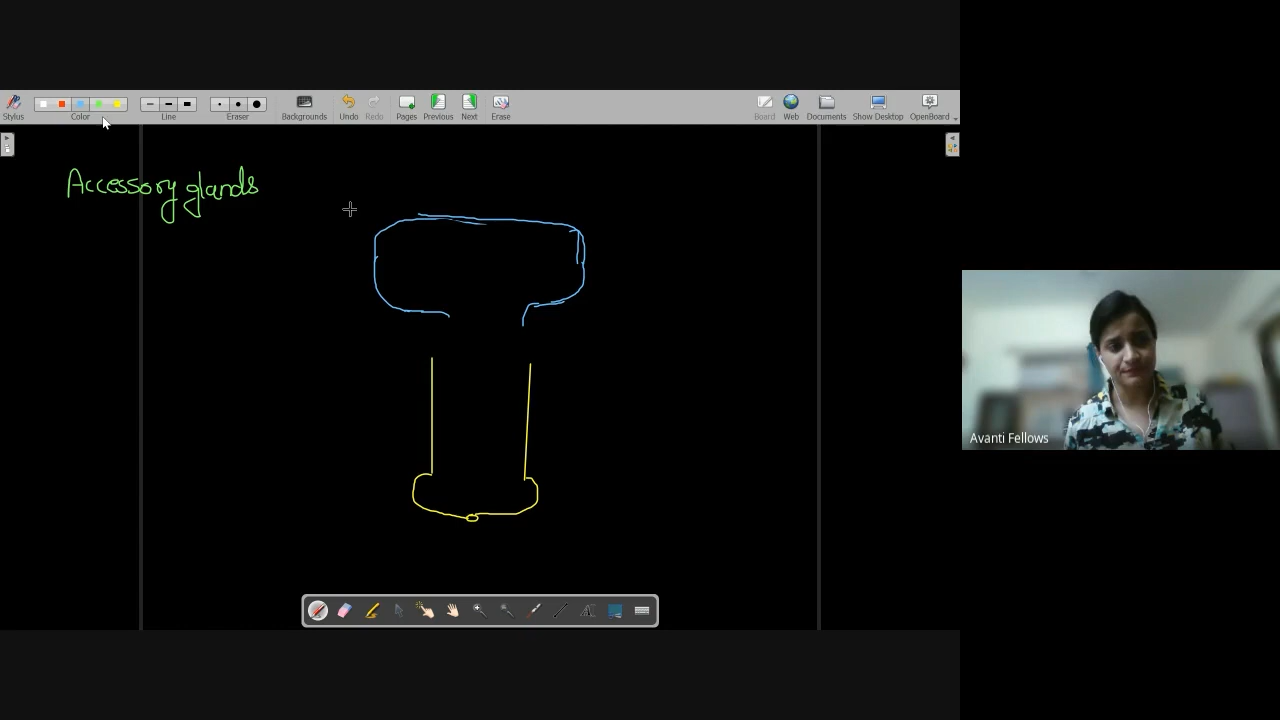 Stylus
Color
Line
Eraser
Backgrounds
Undo
Redo
Pages
Previous
Next
Erase
Board
Web
Documents
Show Desktop
OpenBoard
Accessory glands
Avanti Fellows